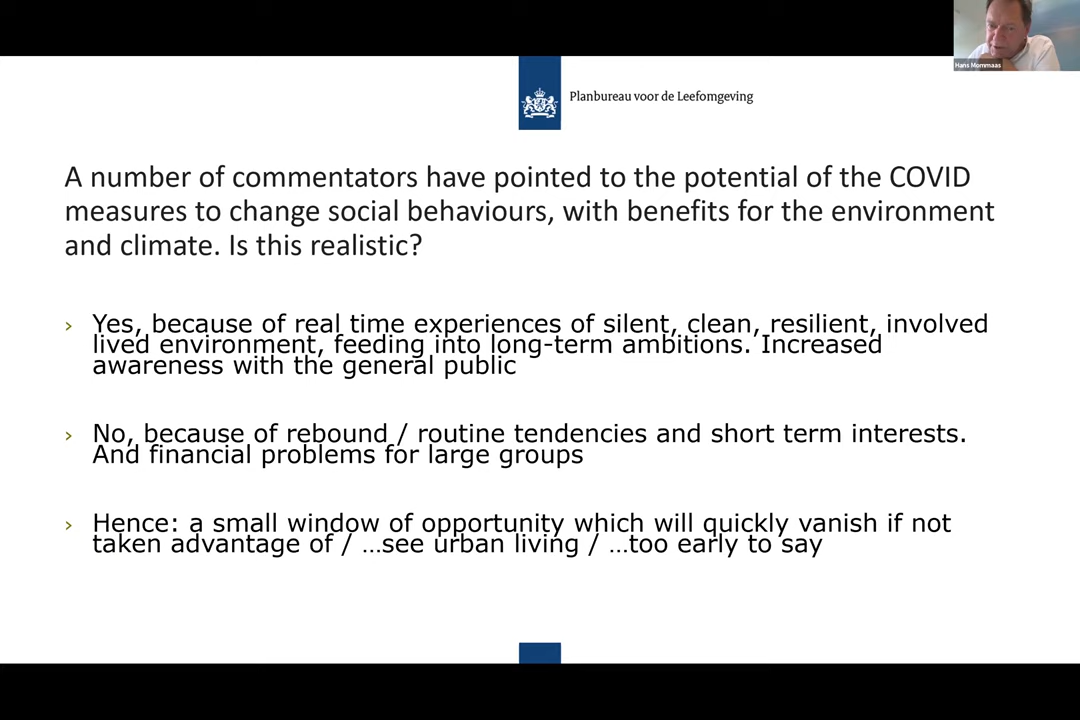 Hans Mommaas
Planbureau voor de Leefomgeving
A number of commentators have pointed to the potential of the COVID
measures to change social behaviours, with benefits for the environment
and climate. Is this realistic?
› Yes, because of real time experiences of silent, clean, resilient, involved
lived environment, feeding into long-term ambitions. Increased
awareness with the general public
› No, because of rebound / routine tendencies and short term interests.
And financial problems for large groups
› Hence: a small window of opportunity which will quickly vanish if not
taken advantage of / …see urban living / …too early to say